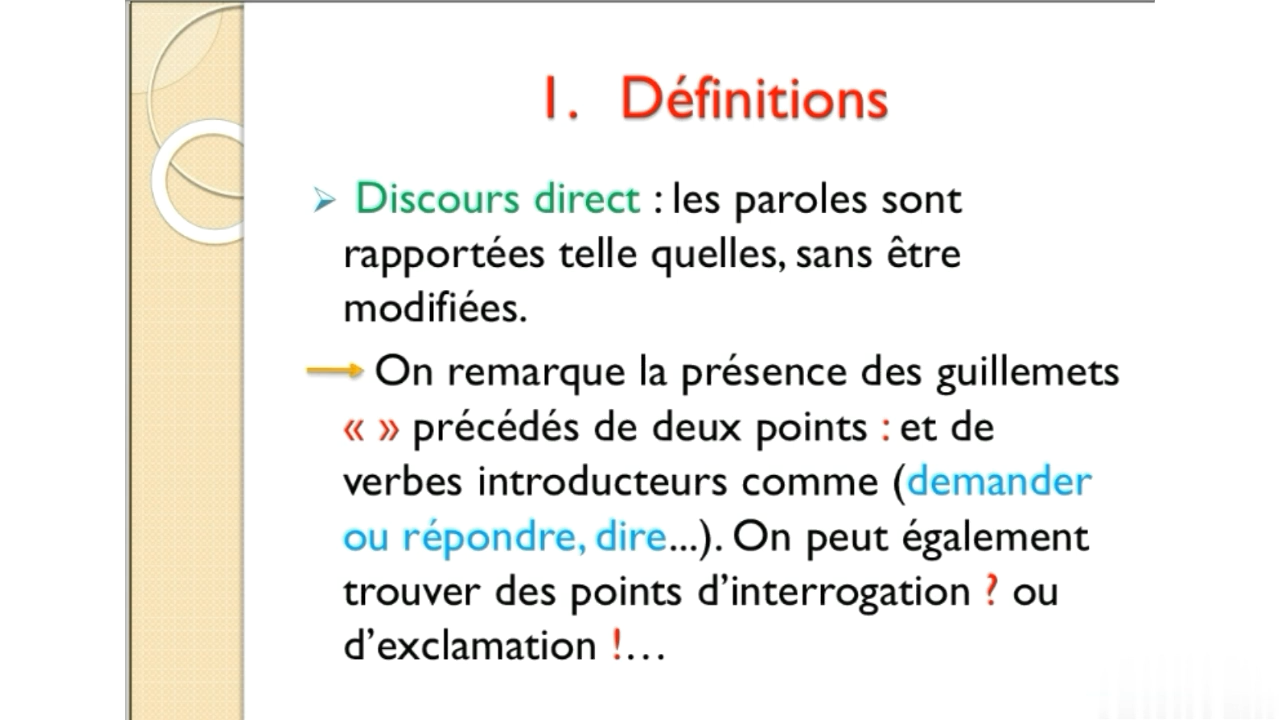 1. Définitions
Discours direct : les paroles sont
rapportées telle quelles, sans être
modifiées.
On remarque la présence des guillemets
« » précédés de deux points : et de
verbes introducteurs comme (demander
ou répondre, dire...). On peut également
trouver des points d’interrogation ? ou
d’exclamation !…